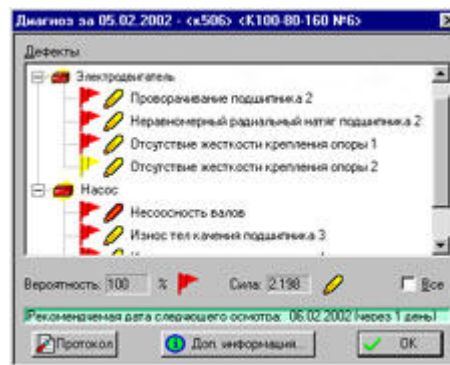 Диагноз за 05.02.2002 - <к506> <К100-80-160 №6>
Дефекты
Электродвигатель
Проворачивание подшипника 2
Неравномерный радиальный натяг подшипника 2
Отсутствие жесткости крепления опоры 1
Отсутствие жесткости крепления опоры 2
Насос
Несоосность валов
Износ тел качения подшипника 3
Вероятность: 100 % Сила: 2.198 Все
Рекомендуемая дата следующего осмотра: 06.02.2002 (через 1 день)
Протокол Доп. информация... OK